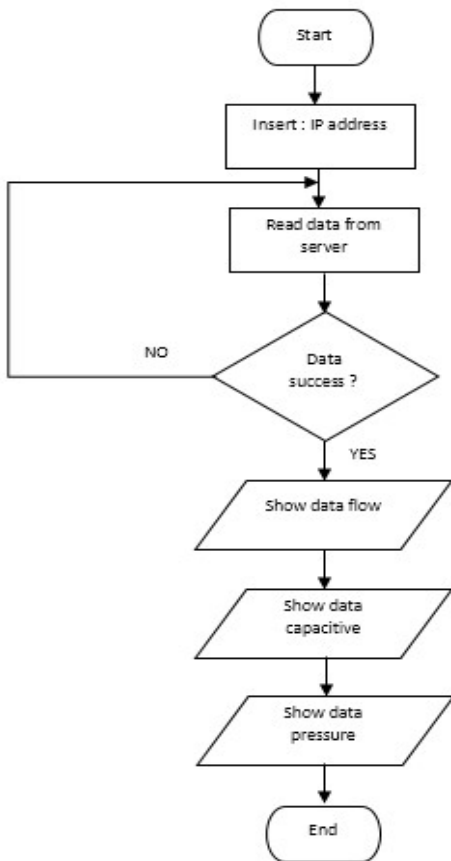 Start
Insert : IP address
Read data from
server
Data
success ?
NO
YES
Show data flow
Show data
capacitive
Show data
pressure
End